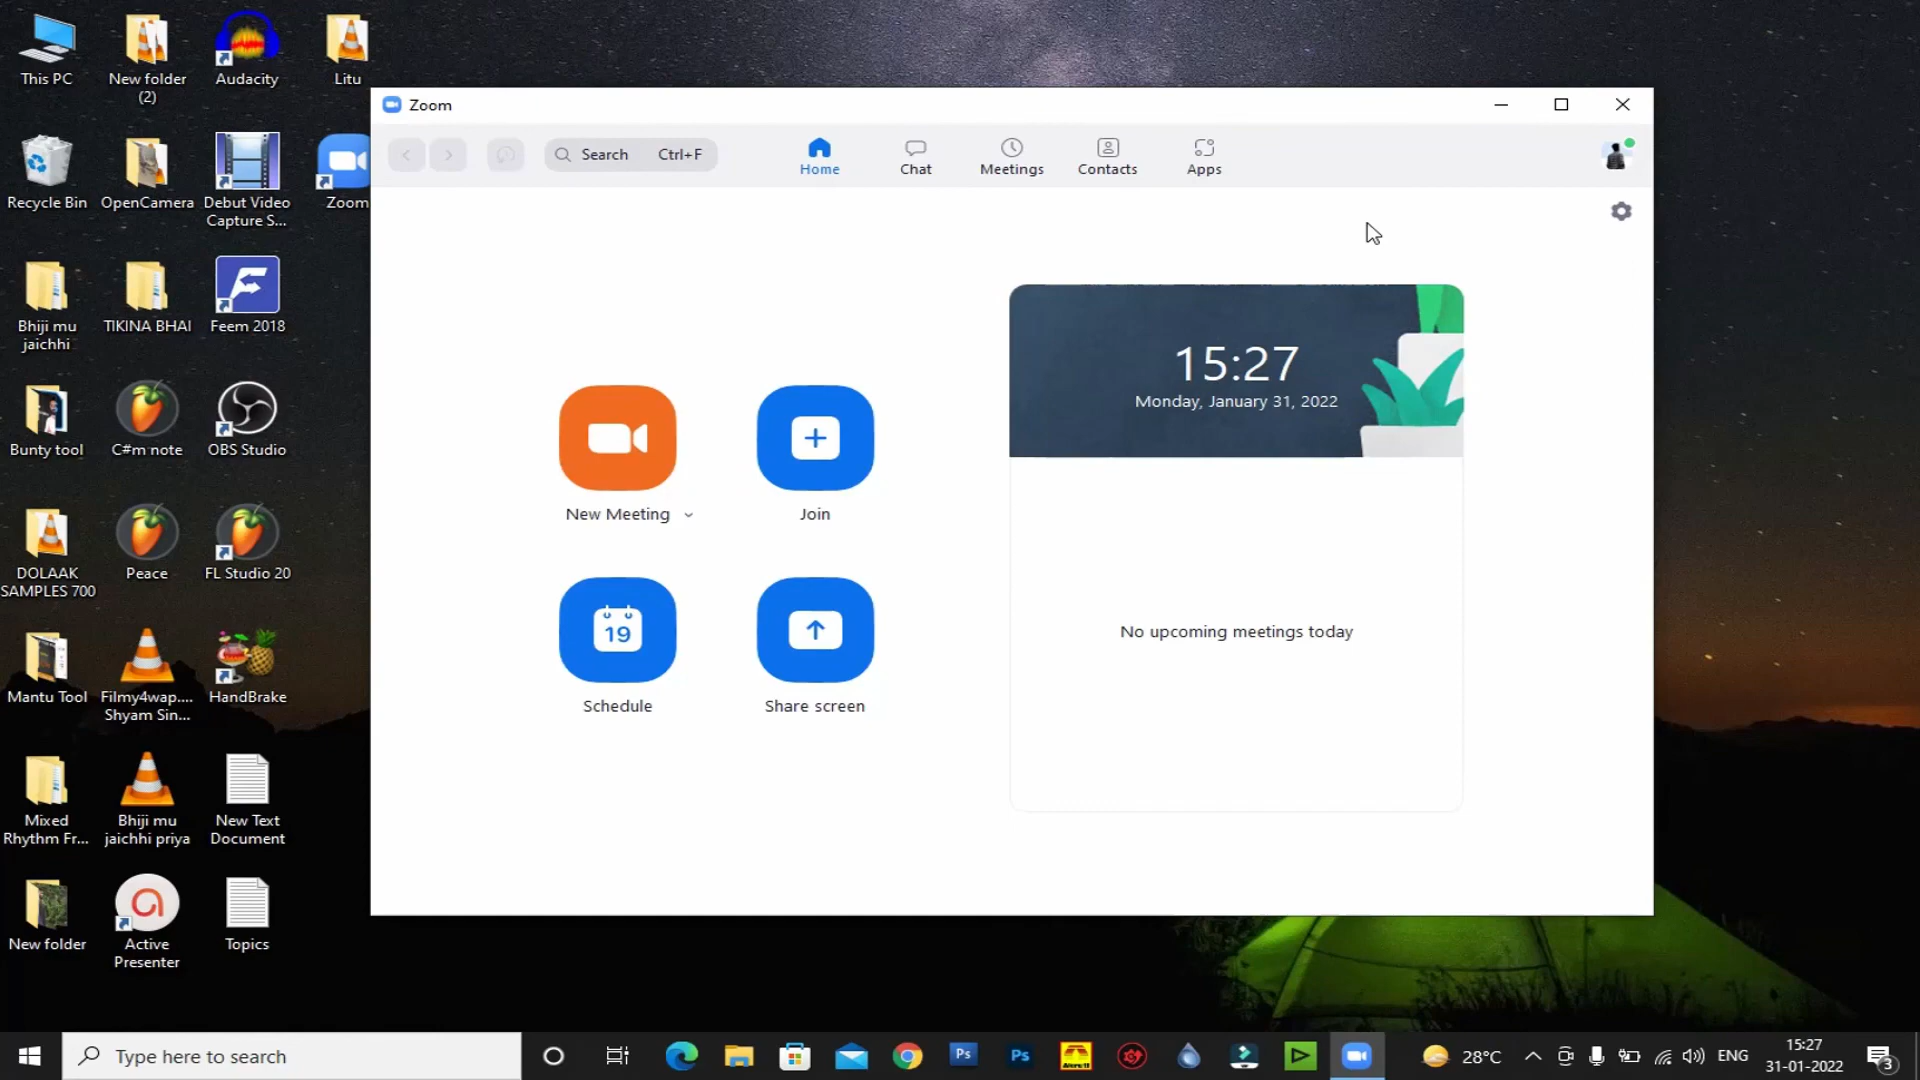 This PC
New folder
(2)
Audacity
Litu
Recycle Bin
OpenCamera
Debut Video
Capture S...
Zoom
Bhiji mu
jaichhi
TIKINA BHAI
Feem 2018
Bunty tool
C#m note
OBS Studio
DOLAAK
SAMPLES 700
Peace
FL Studio 20
Mantu Tool
Filmy4wap....
Shyam Sin...
HandBrake
Mixed
Rhythm Fr...
Bhiji mu
jaichhi priya
New Text
Document
New folder
Active
Presenter
Topics
Zoom
Search Ctrl+F
Home
Chat
Meetings
Contacts
Apps
15:27
Monday, January 31, 2022
New Meeting
Join
19
Schedule
Share screen
No upcoming meetings today
Type here to search
Ps
Ps
28°C
ENG
15:27
31-01-2022
3